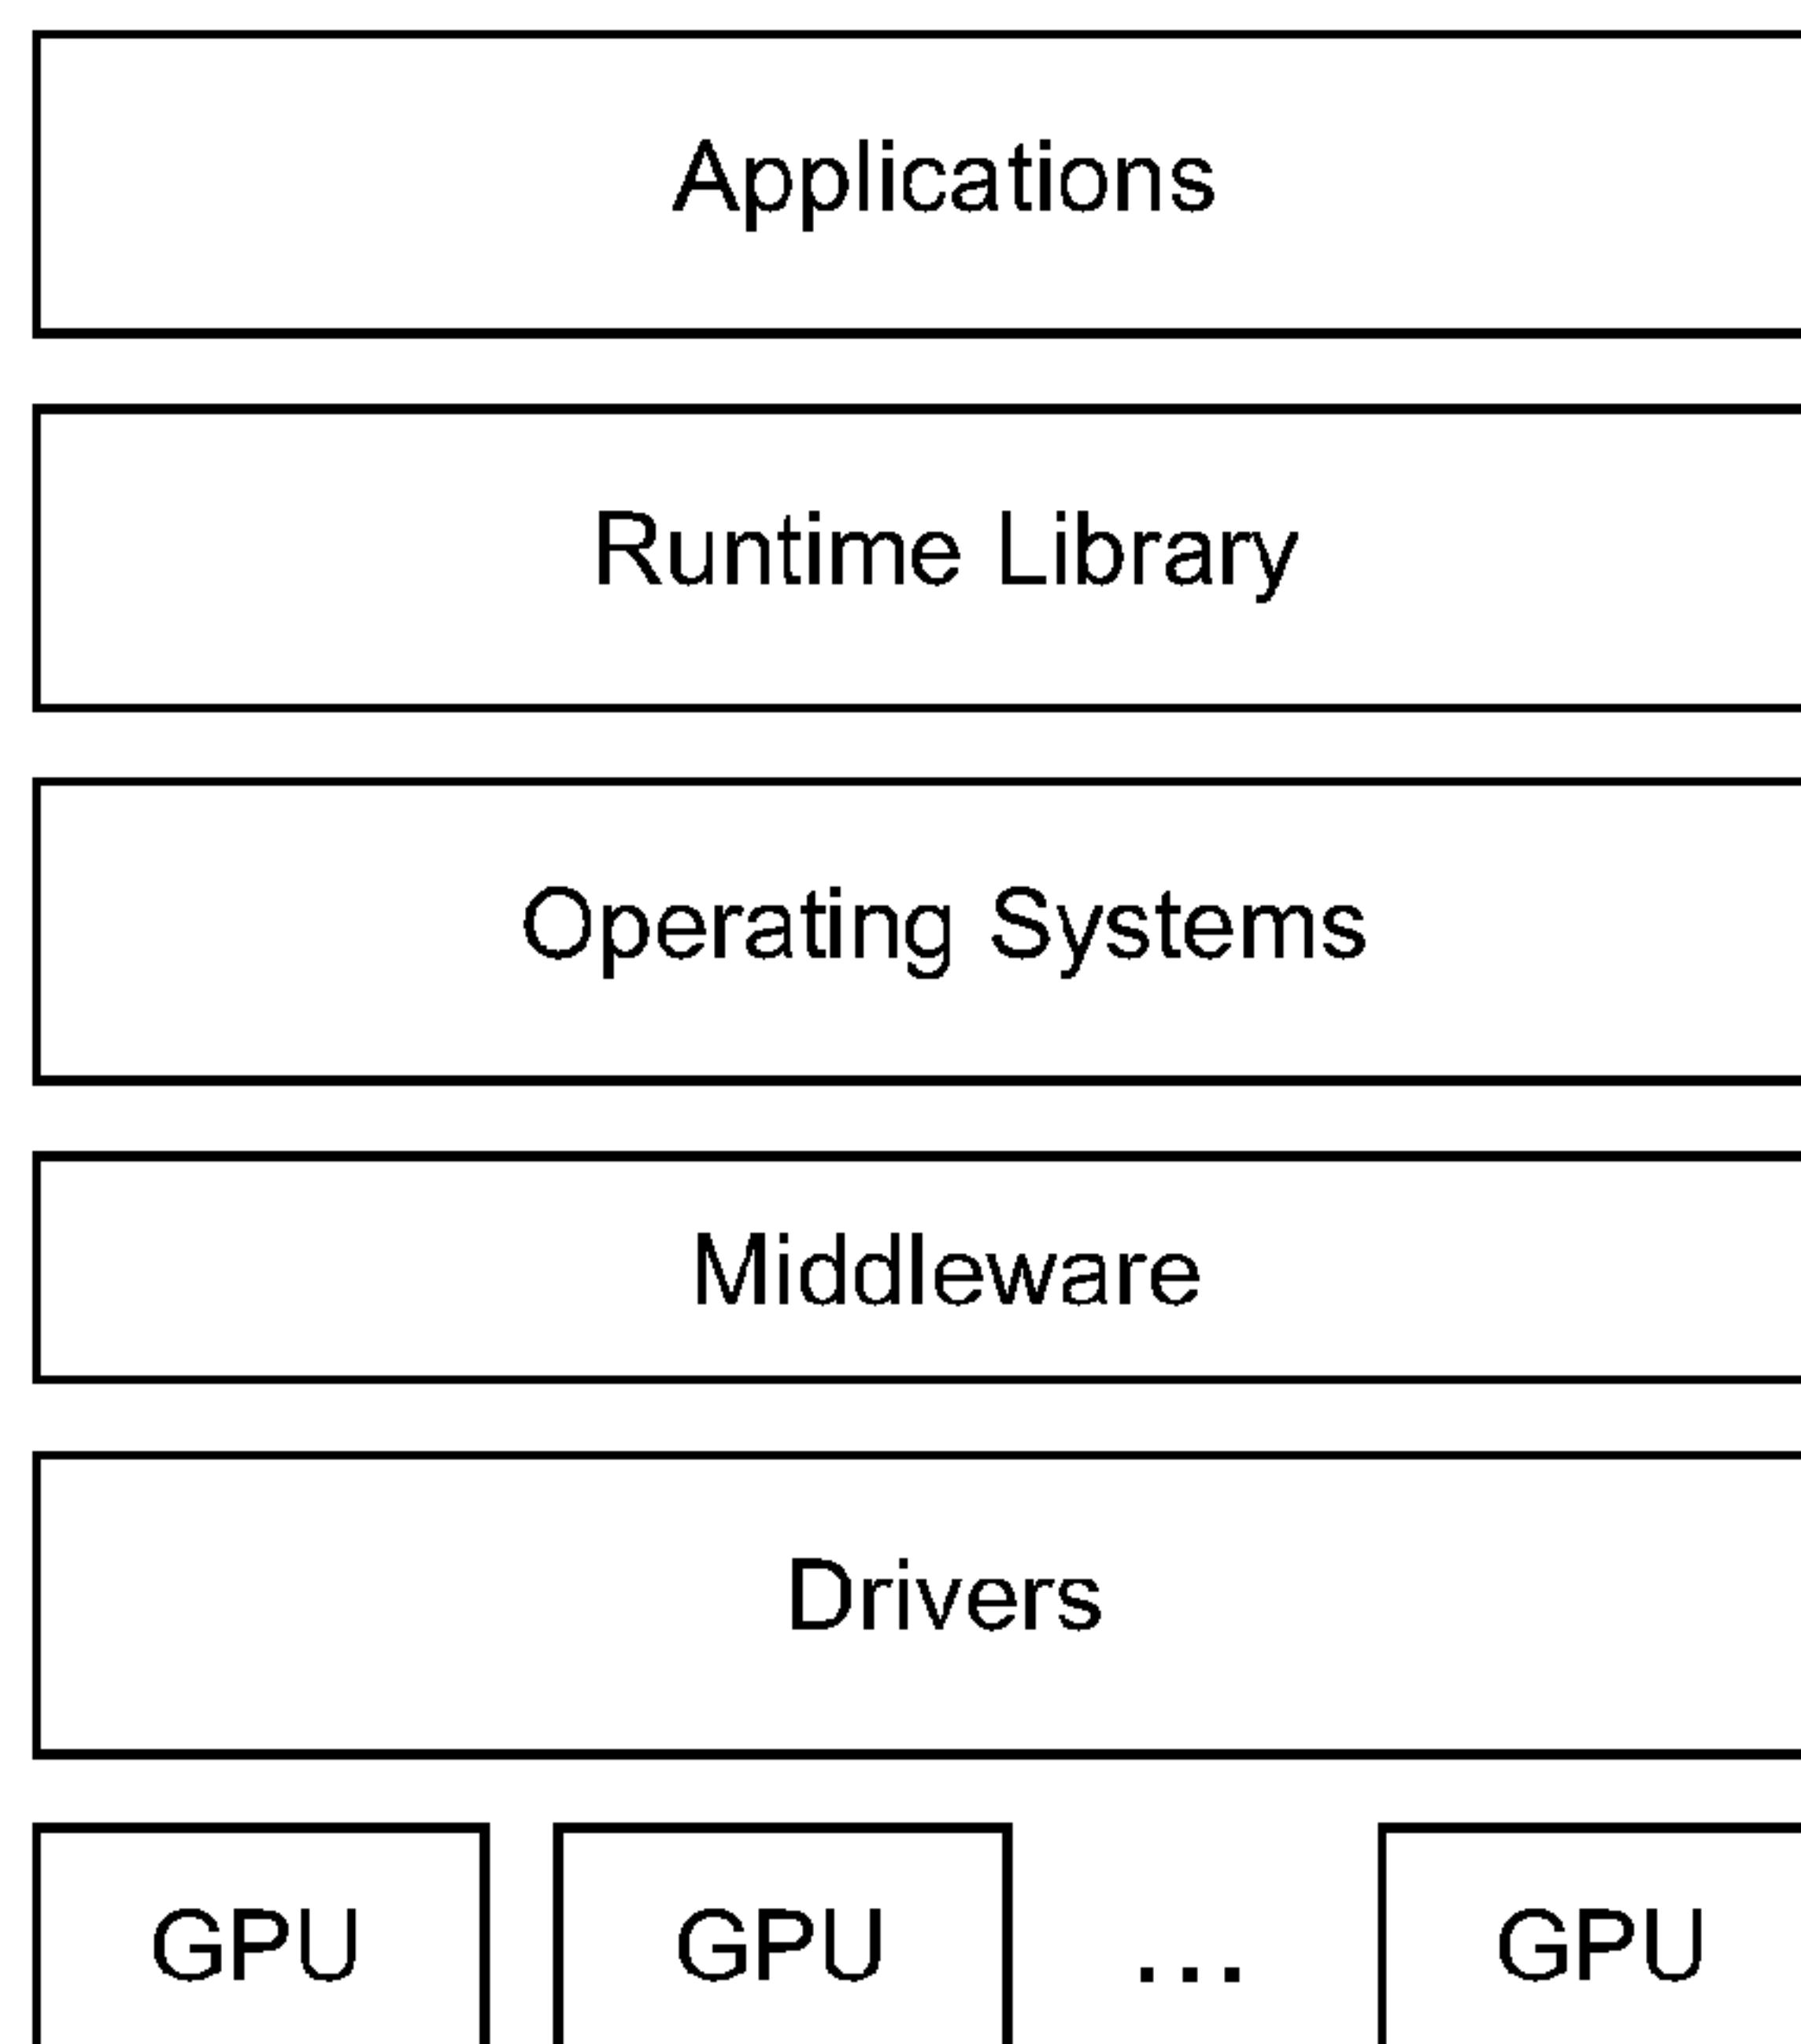 Applications
Runtime Library
Operating Systems
Middleware
Drivers
GPU GPU ... GPU